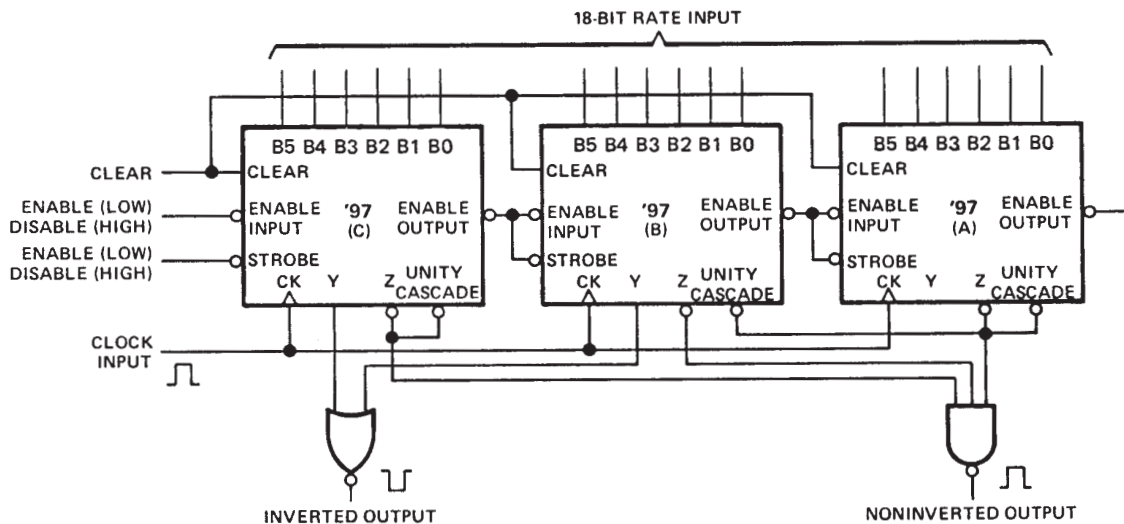 18-BIT RATE INPUT
B5 B4 B3 B2 B1 B0
B5 B4 B3 B2 B1 B0
B5 B4 B3 B2 B1 B0
CLEAR
CLEAR
CLEAR
CLEAR
ENABLE (LOW)
DISABLE (HIGH)
ENABLE
INPUT
'97
(C)
ENABLE
OUTPUT
ENABLE
INPUT
'97
(B)
ENABLE
OUTPUT
ENABLE
INPUT
'97
(A)
ENABLE
OUTPUT
ENABLE (LOW)
DISABLE (HIGH)
STROBE
CK Y Z UNITY
CASCADE
STROBE
CK Y Z UNITY
CASCADE
STROBE
CK Y Z UNITY
CASCADE
CLOCK
INPUT
INVERTED OUTPUT
NONINVERTED OUTPUT